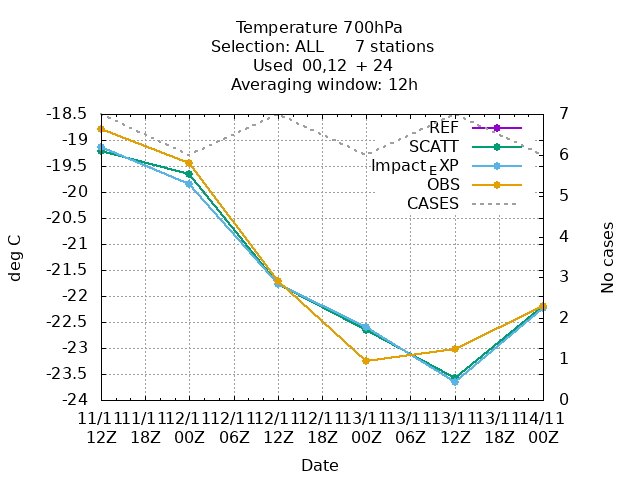 Temperature 700hPa
Selection: ALL 7 stations
Used 00,12 + 24
Averaging window: 12h
-18.5
-19
-19.5
-20
-20.5
-21
-21.5
-22
-22.5
-23
-23.5
-24
deg C
REF
SCATT
Impact_EXP
OBS
CASES
7
6
5
4
3
2
1
0
No cases
11/11 11/11 12/11 12/11 12/11 12/11 13/11 13/11 13/11 13/11 14/11
12Z 18Z 00Z 06Z 12Z 18Z 00Z 06Z 12Z 18Z 00Z
Date